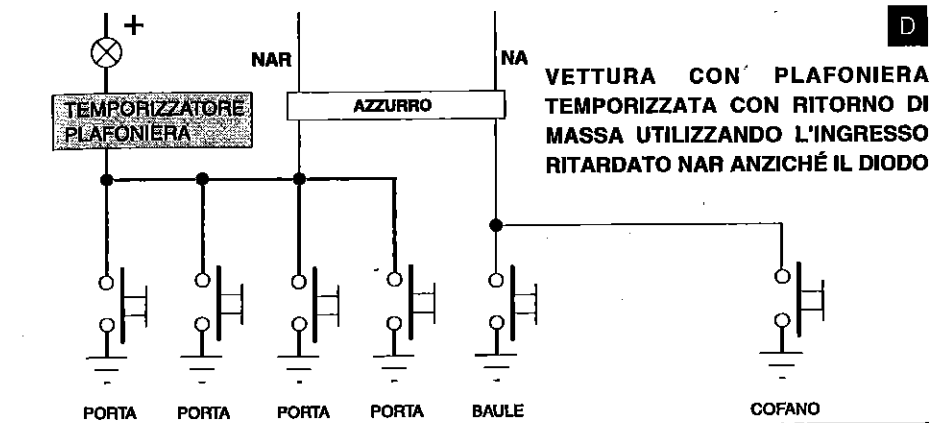 D
+
NAR
NA
VETTURA CON PLAFONIERA
TEMPORIZZATA CON RITORNO DI
MASSA UTILIZZANDO L'INGRESSO
RITARDATO NAR ANZICHÉ IL DIODO
TEMPORIZZATORE
PLAFONIERA
AZZURRO
PORTA PORTA PORTA PORTA BAULE COFANO